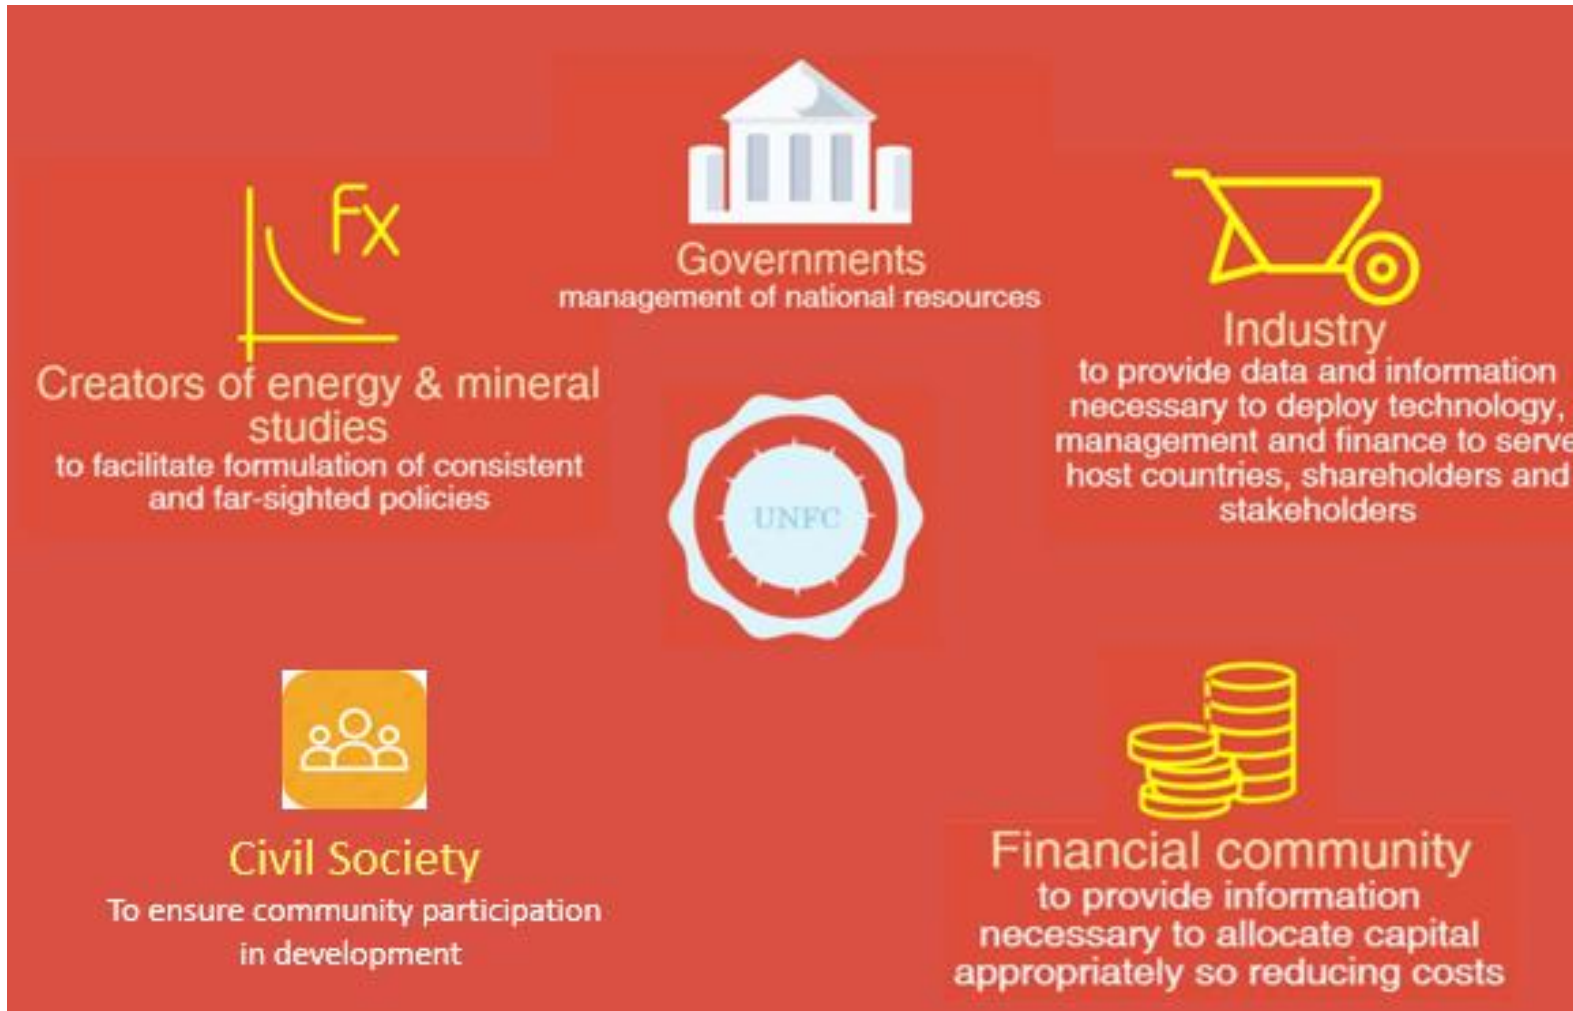 Governments
management of national resources
Fx
Creators of energy & mineral
studies
to facilitate formulation of consistent
and far-sighted policies
Industry
to provide data and information
necessary to deploy technology,
management and finance to serve
host countries, shareholders and
stakeholders
UNFC
Civil Society
To ensure community participation
in development
Financial community
to provide information
necessary to allocate capital
appropriately so reducing costs